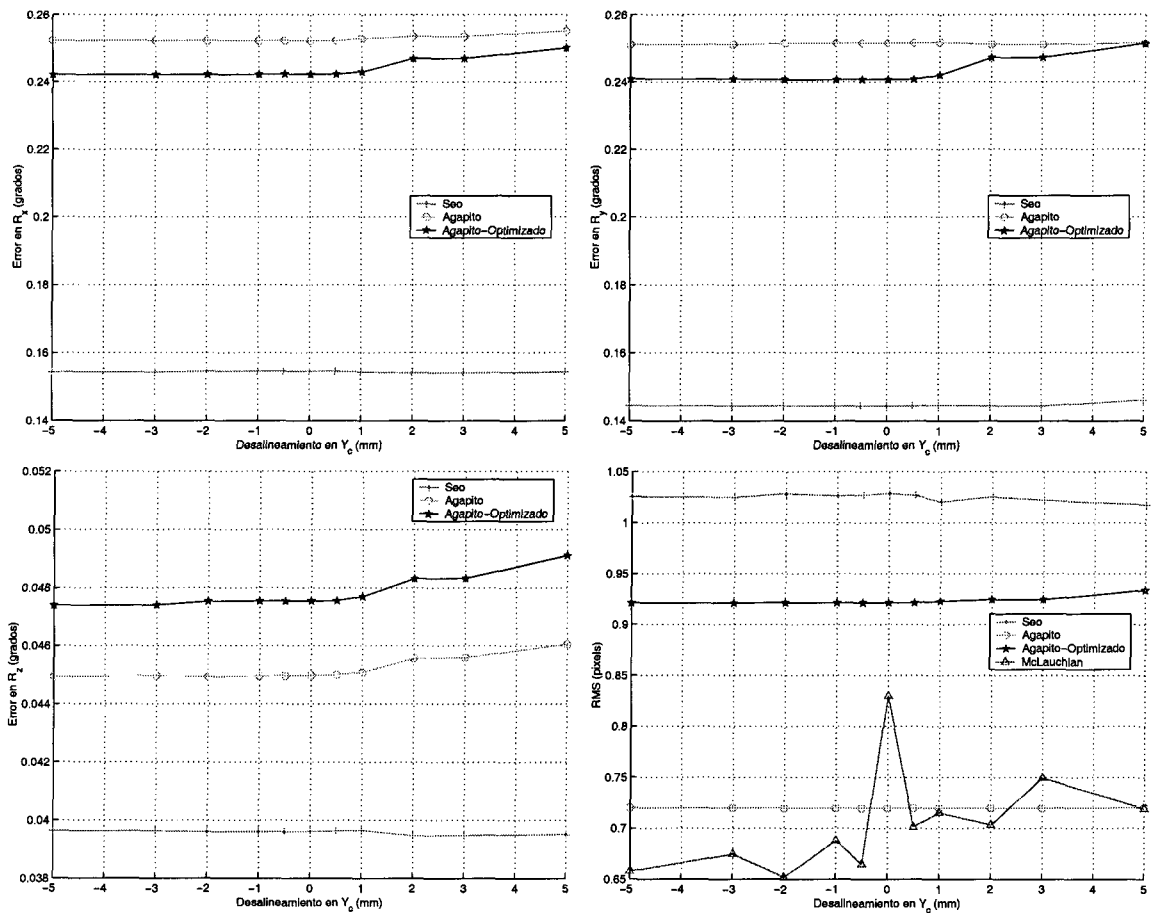 0.26
0.24
0.22
0.2
0.18
0.16
0.14
Error en R_x (grados)
Seo
Agapito
Agapito-Optimizado
−5 −4 −3 −2 −1 0 1 2 3 4 5
Desalineamiento en Y_c (mm)
0.26
0.24
0.22
0.2
0.18
0.16
0.14
Error en R_y (grados)
Seo
Agapito
Agapito-Optimizado
−5 −4 −3 −2 −1 0 1 2 3 4 5
Desalineamiento en Y_c (mm)
0.052
0.05
0.048
0.046
0.044
0.042
0.04
0.038
Error en R_z (grados)
Seo
Agapito
Agapito-Optimizado
−5 −4 −3 −2 −1 0 1 2 3 4 5
Desalineamiento en Y_c (mm)
1.05
1
0.95
0.9
0.85
0.8
0.75
0.7
0.65
RMS (pixels)
Seo
Agapito
Agapito-Optimizado
McLauchlan
−5 −4 −3 −2 −1 0 1 2 3 4 5
Desalineamiento en Y_c (mm)